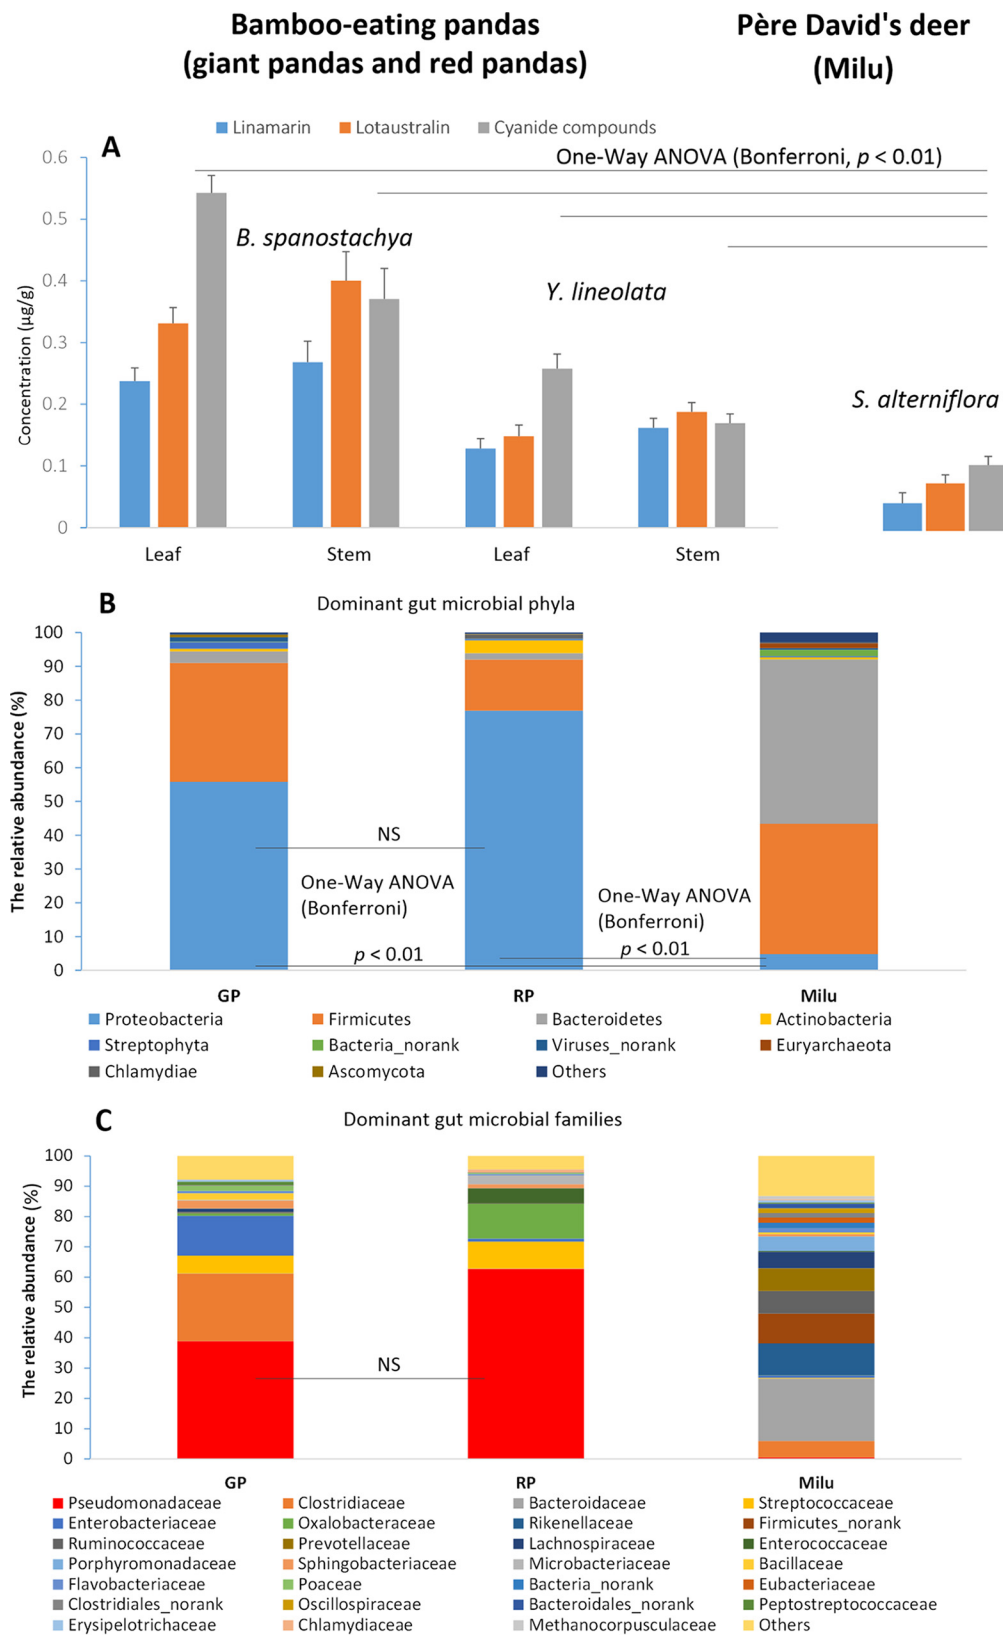 Bamboo-eating pandas
(giant pandas and red pandas)
Père David's deer
(Milu)
Linamarin
Lotaustralin
Cyanide compounds
A
One-Way ANOVA (Bonferroni, p < 0.01)
B. spanostachya
Y. lineolata
S. alterniflora
Concentration (µg/g)
0.6
0.5
0.4
0.3
0.2
0.1
0
Leaf
Stem
Leaf
Stem
B
Dominant gut microbial phyla
The relative abundance (%)
100
90
80
70
60
50
40
30
20
10
0
NS
One-Way ANOVA
(Bonferroni)
p < 0.01
One-Way ANOVA
(Bonferroni)
p < 0.01
GP
RP
Milu
Proteobacteria
Firmicutes
Bacteroidetes
Actinobacteria
Streptophyta
Bacteria_norank
Viruses_norank
Euryarchaeota
Chlamydiae
Ascomycota
Others
C
Dominant gut microbial families
The relative abundance (%)
100
90
80
70
60
50
40
30
20
10
0
NS
GP
RP
Milu
Pseudomonadaceae
Clostridiaceae
Bacteroidaceae
Streptococcaceae
Enterobacteriaceae
Oxalobacteraceae
Rikenellaceae
Firmicutes_norank
Ruminococcaceae
Prevotellaceae
Lachnospiraceae
Enterococcaceae
Porphyromonadaceae
Sphingobacteriaceae
Microbacteriaceae
Bacillaceae
Flavobacteriaceae
Poaceae
Bacteria_norank
Eubacteriaceae
Clostridiales_norank
Oscillospiraceae
Bacteroidales_norank
Peptostreptococcaceae
Erysipelotrichaceae
Chlamydiaceae
Methanocorpusculaceae
Others